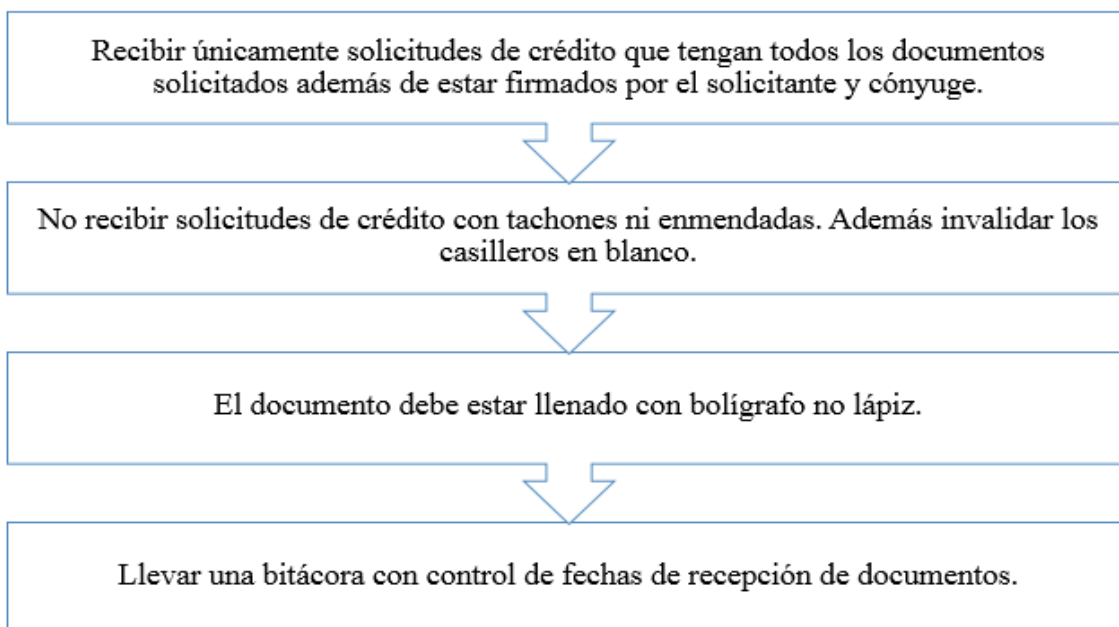 Recibir únicamente solicitudes de crédito que tengan todos los documentos
solicitados además de estar firmados por el solicitante y cónyuge.
No recibir solicitudes de crédito con tachones ni enmendadas. Además invalidar los
casilleros en blanco.
El documento debe estar llenado con bolígrafo no lápiz.
Llevar una bitácora con control de fechas de recepción de documentos.